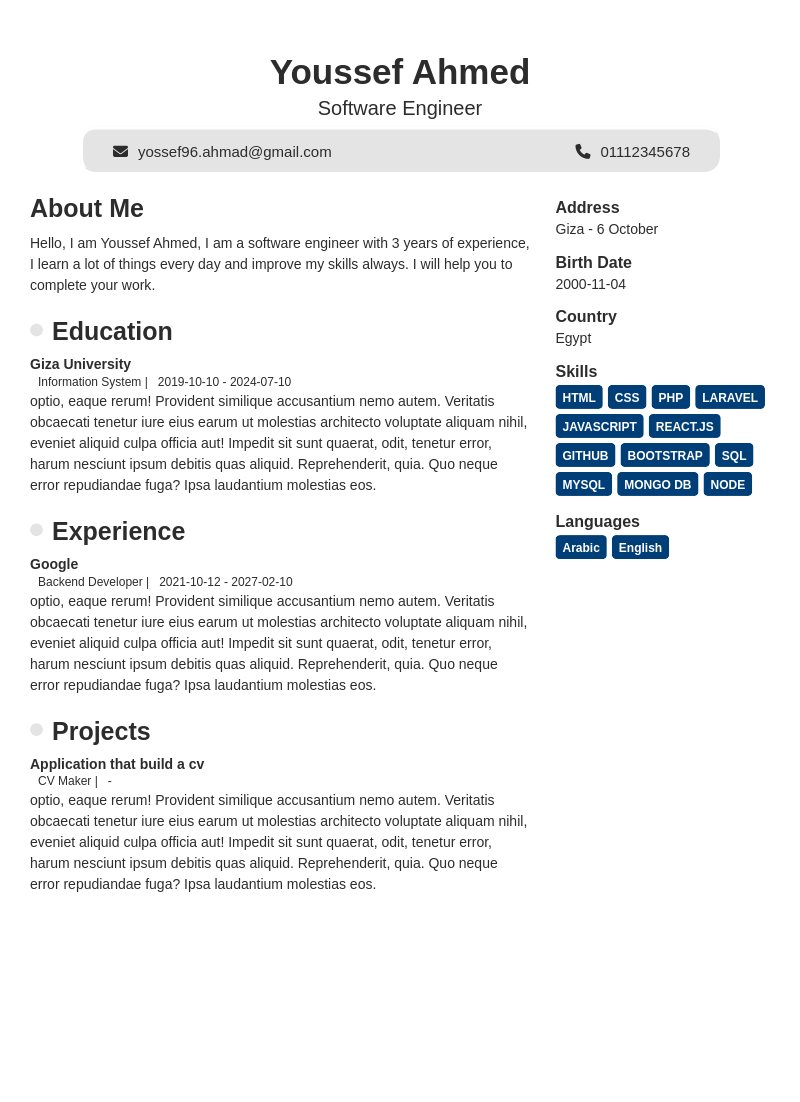 Youssef Ahmed
Software Engineer
yossef96.ahmad@gmail.com
01112345678
About Me
Hello, I am Youssef Ahmed, I am a software engineer with 3 years of experience,
I learn a lot of things every day and improve my skills always. I will help you to
complete your work.
Education
Giza University
Information System | 2019-10-10 - 2024-07-10
optio, eaque rerum! Provident similique accusantium nemo autem. Veritatis
obcaecati tenetur iure eius earum ut molestias architecto voluptate aliquam nihil,
eveniet aliquid culpa officia aut! Impedit sit sunt quaerat, odit, tenetur error,
harum nesciunt ipsum debitis quas aliquid. Reprehenderit, quia. Quo neque
error repudiandae fuga? Ipsa laudantium molestias eos.
Experience
Google
Backend Developer | 2021-10-12 - 2027-02-10
optio, eaque rerum! Provident similique accusantium nemo autem. Veritatis
obcaecati tenetur iure eius earum ut molestias architecto voluptate aliquam nihil,
eveniet aliquid culpa officia aut! Impedit sit sunt quaerat, odit, tenetur error,
harum nesciunt ipsum debitis quas aliquid. Reprehenderit, quia. Quo neque
error repudiandae fuga? Ipsa laudantium molestias eos.
Projects
Application that build a cv
CV Maker | -
optio, eaque rerum! Provident similique accusantium nemo autem. Veritatis
obcaecati tenetur iure eius earum ut molestias architecto voluptate aliquam nihil,
eveniet aliquid culpa officia aut! Impedit sit sunt quaerat, odit, tenetur error,
harum nesciunt ipsum debitis quas aliquid. Reprehenderit, quia. Quo neque
error repudiandae fuga? Ipsa laudantium molestias eos.
Address
Giza - 6 October
Birth Date
2000-11-04
Country
Egypt
Skills
HTML CSS PHP LARAVEL
JAVASCRIPT REACT.JS
GITHUB BOOTSTRAP SQL
MYSQL MONGO DB NODE
Languages
Arabic English